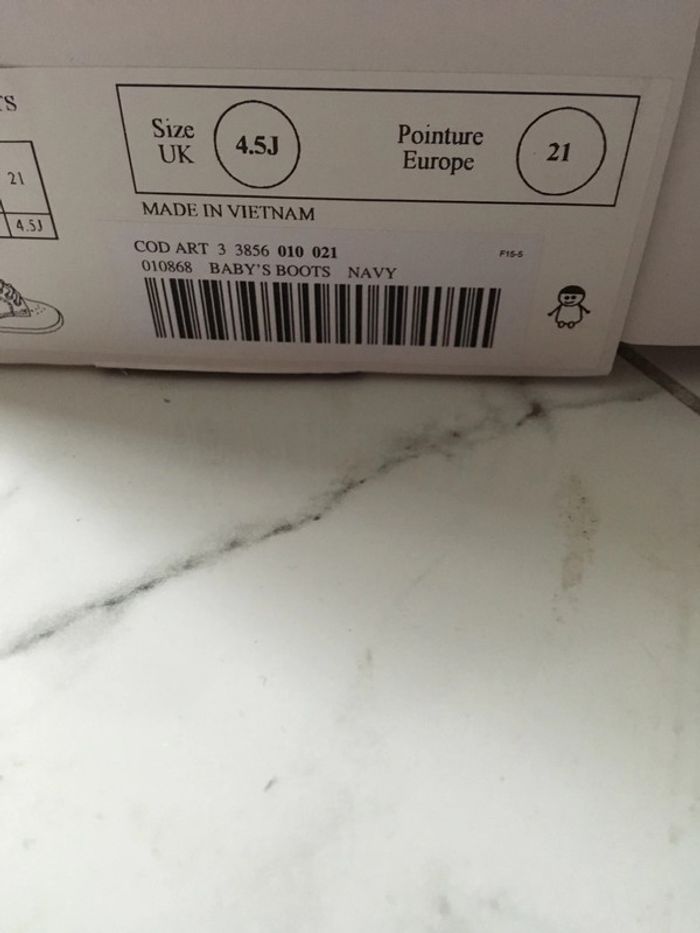 TS
Size
UK
4.5J
Pointure
Europe
21
21
4.5J
MADE IN VIETNAM
COD ART 3 3856 010 021
F15-5
010868 BABY'S BOOTS NAVY